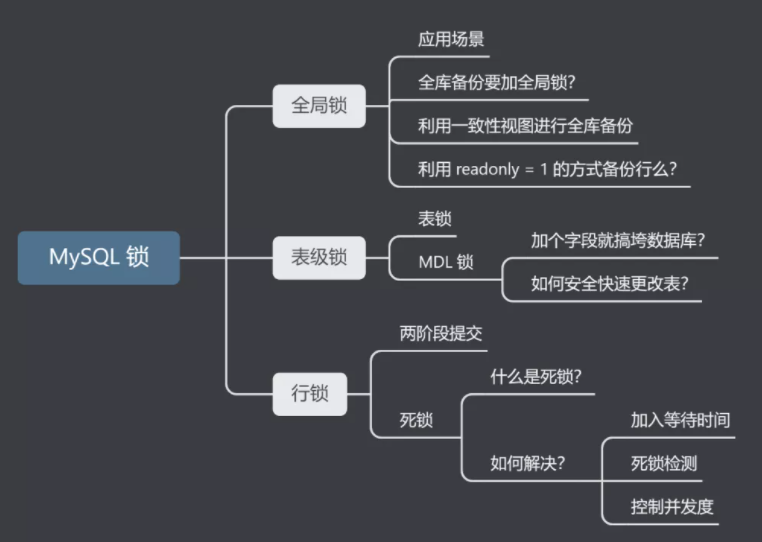 MySQL 锁
全局锁
应用场景
全库备份要加全局锁?
利用一致性视图进行全库备份
利用 readonly = 1 的方式备份行么?
表级锁
表锁
MDL 锁
加个字段就搞垮数据库?
如何安全快速更改表?
行锁
两阶段提交
死锁
什么是死锁?
如何解决?
加入等待时间
死锁检测
控制并发度